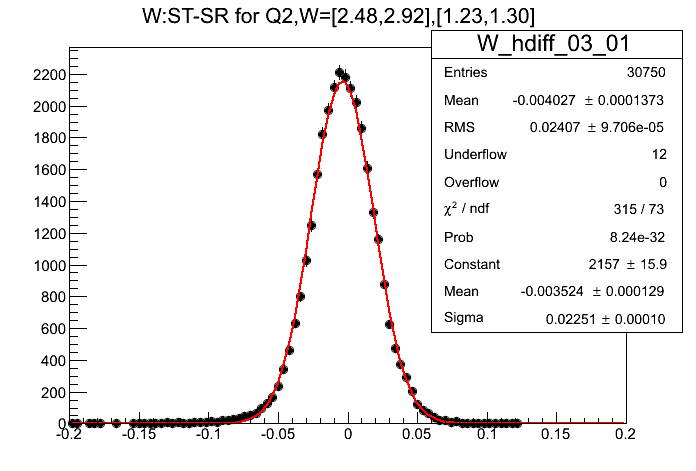 W:ST-SR for Q2,W=[2.48,2.92],[1.23,1.30]
W_hdiff_03_01
Entries 30750
Mean -0.004027 ± 0.0001373
RMS 0.02407 ± 9.706e-05
Underflow 12
Overflow 0
χ² / ndf 315 / 73
Prob 8.24e-32
Constant 2157 ± 15.9
Mean -0.003524 ± 0.000129
Sigma 0.02251 ± 0.00010
2200
2000
1800
1600
1400
1200
1000
800
600
400
200
0
-0.2 -0.15 -0.1 -0.05 0 0.05 0.1 0.15 0.2